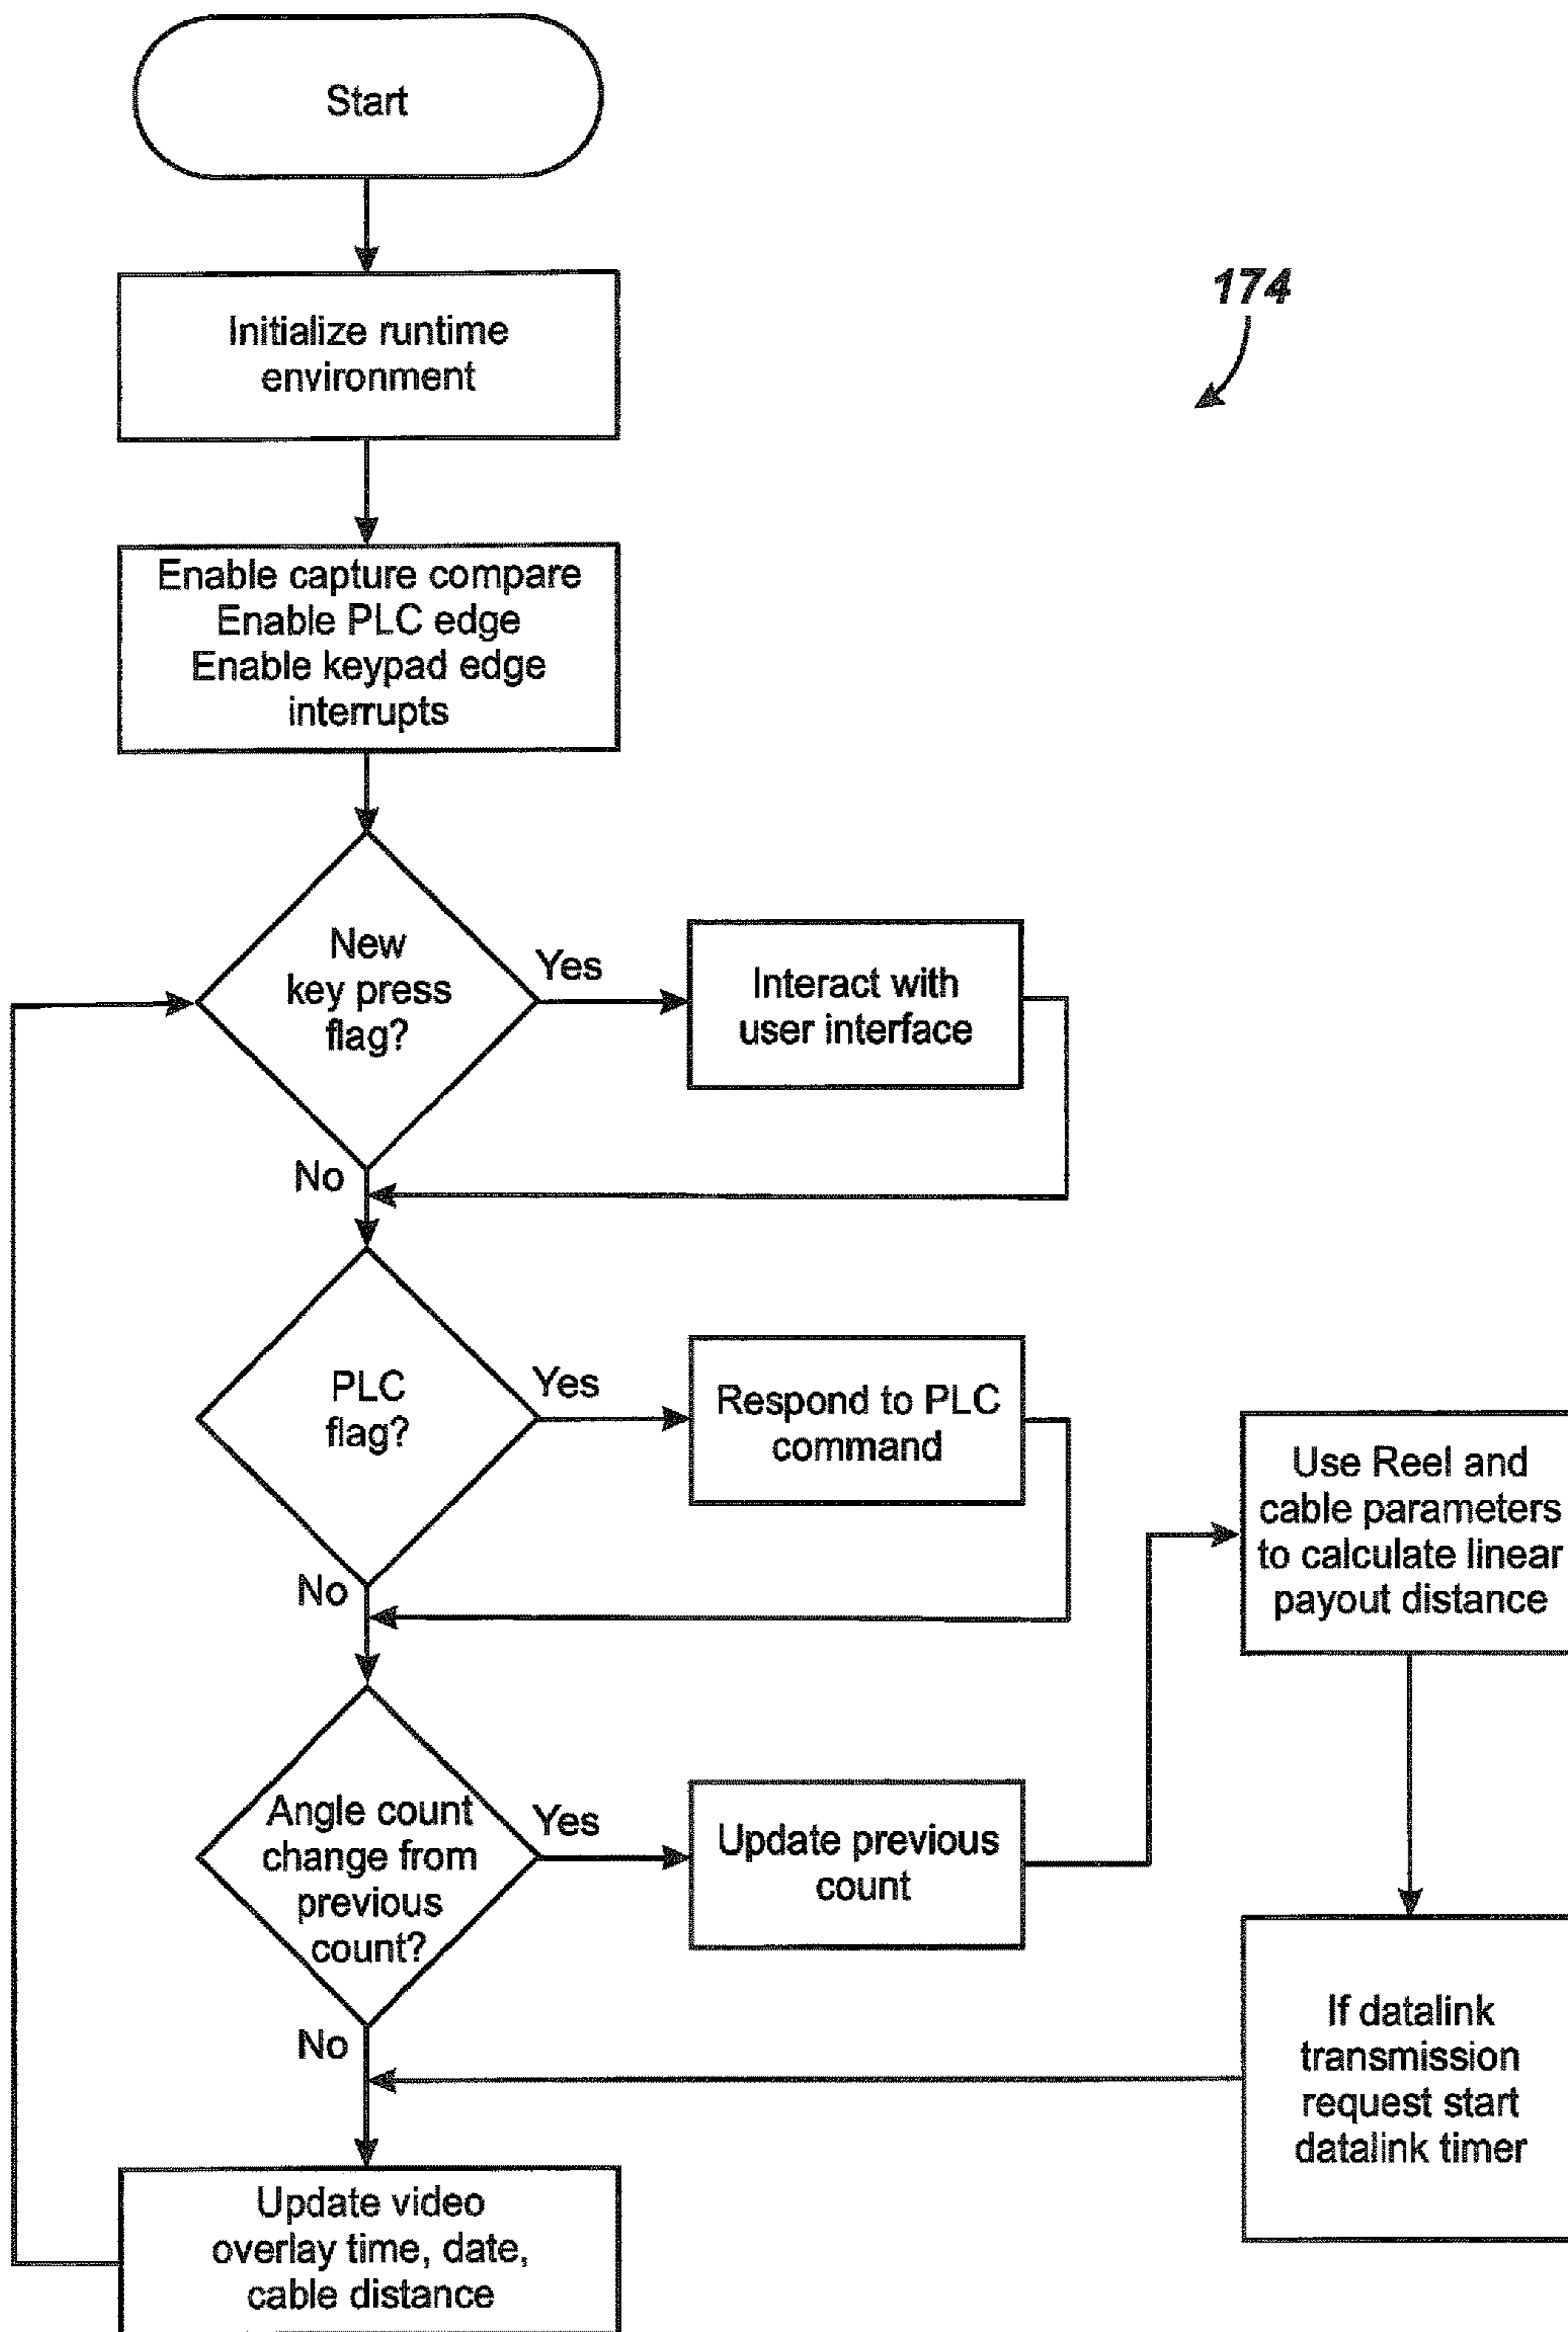 Start
174
Initialize runtime
environment
Enable capture compare
Enable PLC edge
Enable keypad edge
interrupts
New
key press
flag?
Yes
Interact with
user interface
No
PLC
flag?
Yes
Respond to PLC
command
No
Use Reel and
cable parameters
to calculate linear
payout distance
Angle count
change from
previous
count?
Yes
Update previous
count
No
If datalink
transmission
request start
datalink timer
Update video
overlay time, date,
cable distance